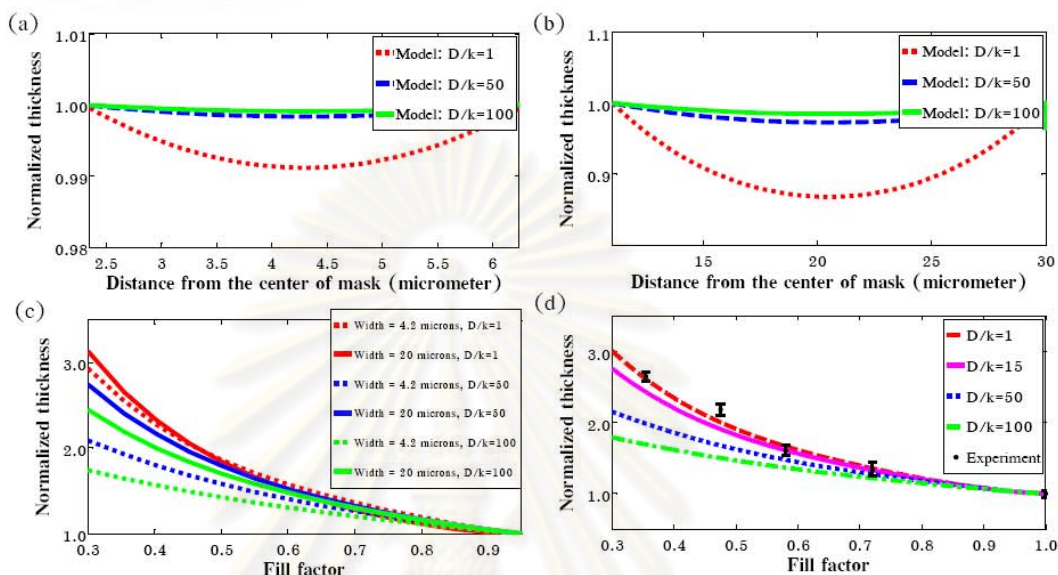 (a)
1.01
1.00
0.99
0.98
Normalized thickness
Model: D/k=1
Model: D/k=50
Model: D/k=100
2.5 3 3.5 4 4.5 5 5.5 6
Distance from the center of mask (micrometer)
(b)
1.1
1.0
0.9
Normalized thickness
Model: D/k=1
Model: D/k=50
Model: D/k=100
15 20 25 30
Distance from the center of mask (micrometer)
(c)
3.0
2.0
1.0
Normalized thickness
Width = 4.2 microns, D/k=1
Width = 20 microns, D/k=1
Width = 4.2 microns, D/k=50
Width = 20 microns, D/k=50
Width = 4.2 microns, D/k=100
Width = 20 microns, D/k=100
0.3 0.4 0.5 0.6 0.7 0.8 0.9
Fill factor
(d)
3.0
2.0
1.0
Normalized thickness
D/k=1
D/k=15
D/k=50
D/k=100
Experiment
0.3 0.4 0.5 0.6 0.7 0.8 0.9 1.0
Fill factor